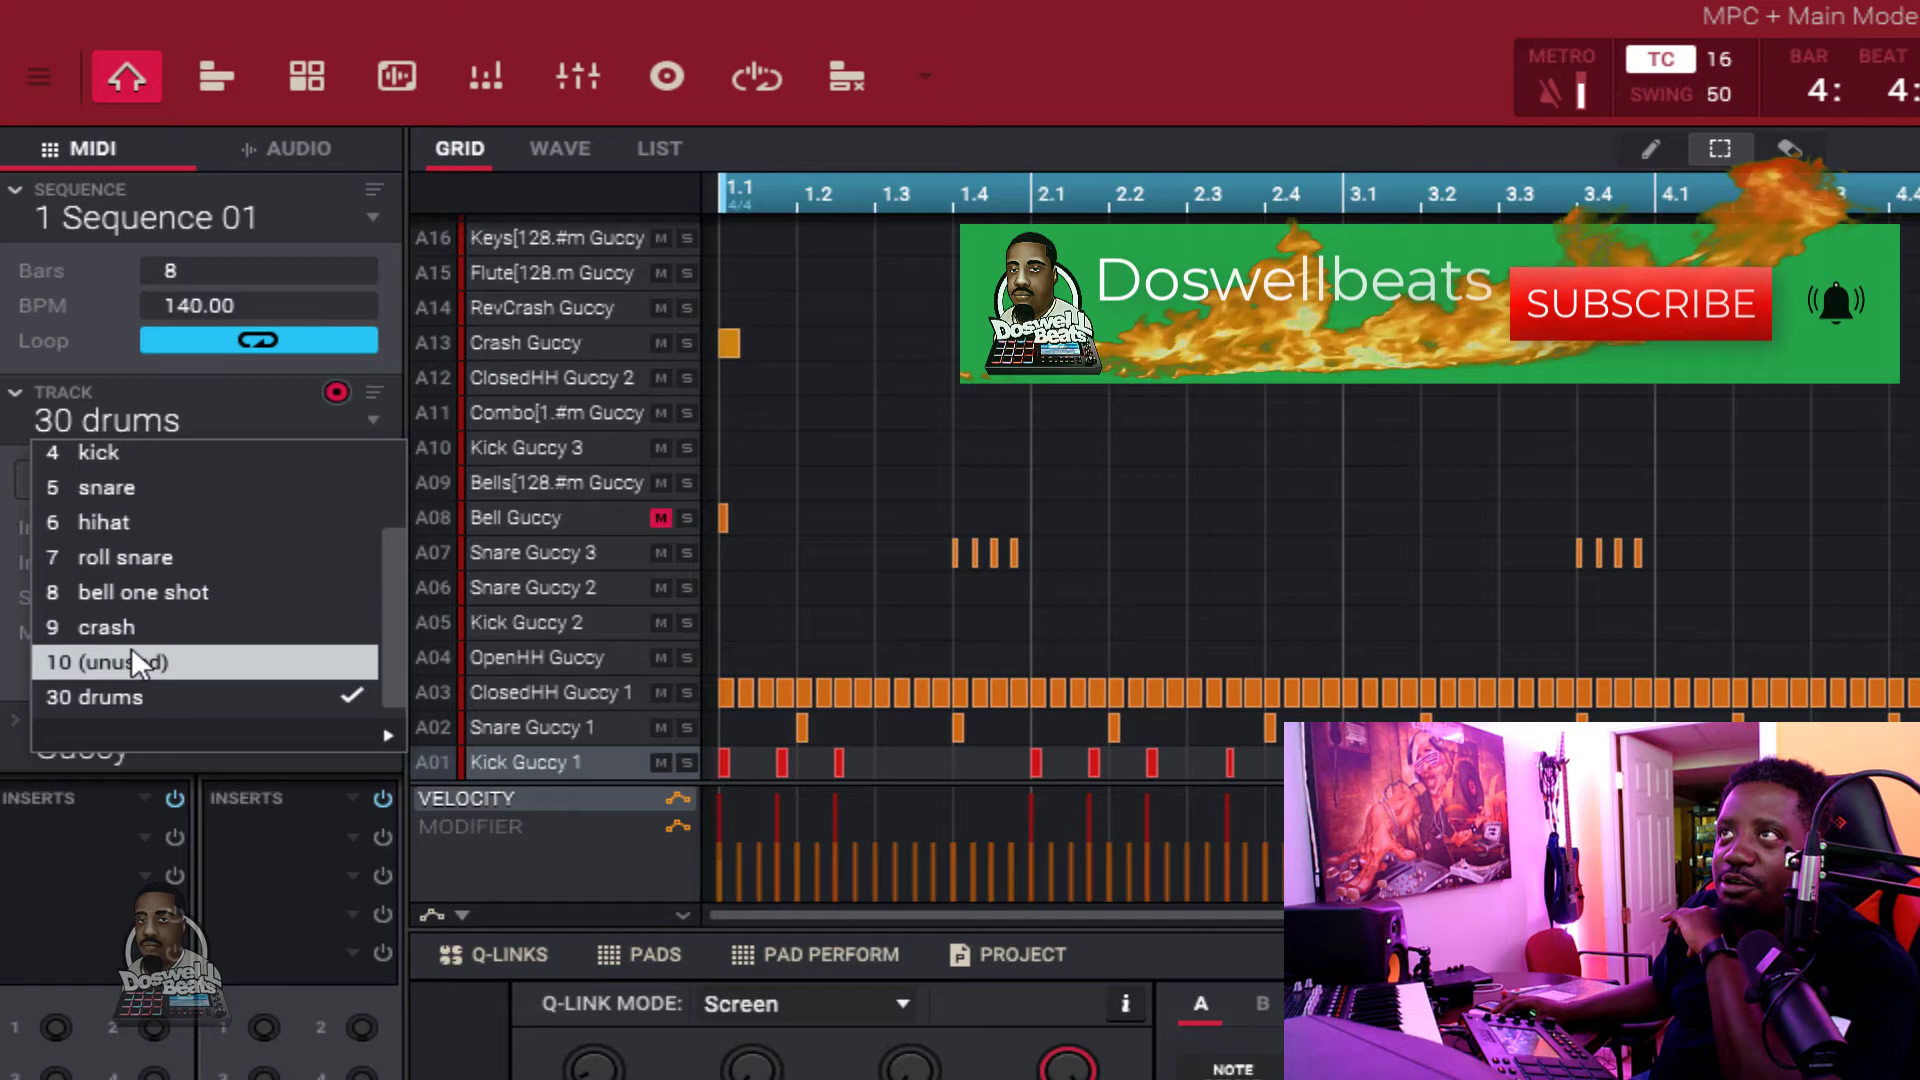 MPC + Main Mode
METRO
TC 16
SWING 50
BAR BEAT
4: 4:
MIDI
AUDIO
GRID
WAVE
LIST
SEQUENCE
1 Sequence 01
Bars 8
BPM 140.00
Loop
TRACK
30 drums
4 kick
5 snare
6 hihat
7 roll snare
8 bell one shot
9 crash
10 (unused)
30 drums
Guccy
INSERTS
INSERTS
1 2 1 2
3 4 3 4
1.1 1.2 1.3 1.4 2.1 2.2 2.3 2.4 3.1 3.2 3.3 3.4 4.1 4.4
4/4
A16 Keys[128.#m Guccy M S
A15 Flute[128.m Guccy M S
A14 RevCrash Guccy M S
A13 Crash Guccy M S
A12 ClosedHH Guccy 2 M S
A11 Combo[1.#m Guccy M S
A10 Kick Guccy 3 M S
A09 Bells[128.#m Guccy M S
A08 Bell Guccy M S
A07 Snare Guccy 3 M S
A06 Snare Guccy 2 M S
A05 Kick Guccy 2 M S
A04 OpenHH Guccy M S
A03 ClosedHH Guccy 1 M S
A02 Snare Guccy 1 M S
A01 Kick Guccy 1 M S
VELOCITY
MODIFIER
Doswellbeats
SUBSCRIBE
Doswell
Beats
Q-LINKS
PADS
PAD PERFORM
PROJECT
Q-LINK MODE: Screen
A B
NOTE
Doswell
Beats